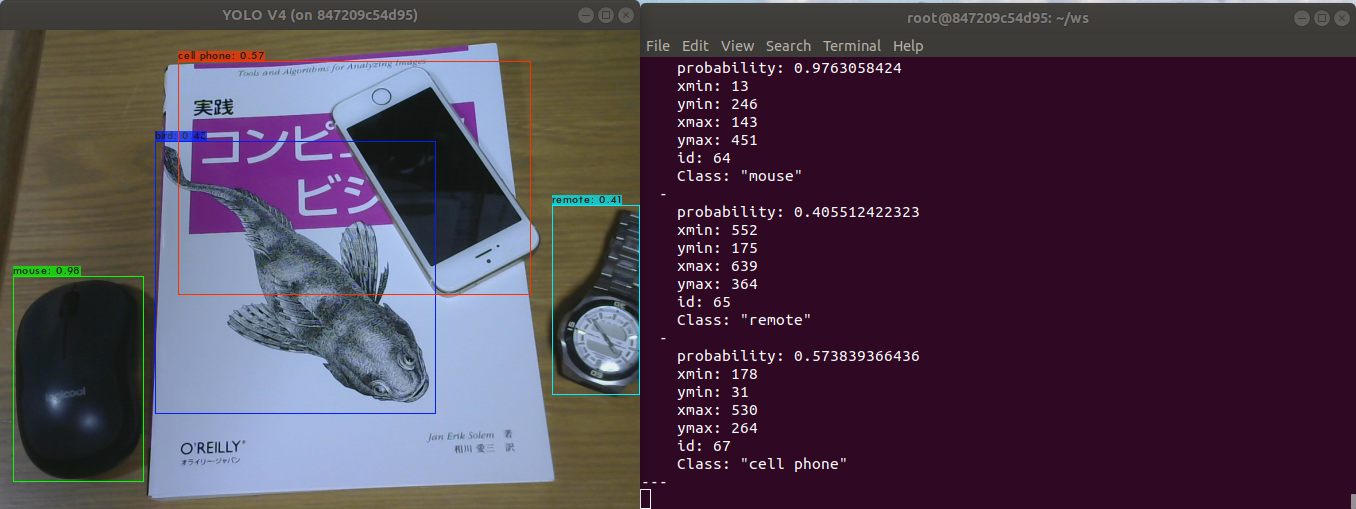 YOLO V4 (on 847209c54d95)
cell phone: 0.57
Tools and Algorithms for Analyzing Images
実践
bird: 0.40
コンピ
ビジ
remote: 0.41
mouse: 0.98
Jan Erik Solem 著
相川 愛三 訳
O'REILLY®
オライリー・ジャパン
root@847209c54d95: ~/ws
File Edit View Search Terminal Help
probability: 0.9763058424
xmin: 13
ymin: 246
xmax: 143
ymax: 451
id: 64
Class: "mouse"
-
probability: 0.405512422323
xmin: 552
ymin: 175
xmax: 639
ymax: 364
id: 65
Class: "remote"
-
probability: 0.573839366436
xmin: 178
ymin: 31
xmax: 530
ymax: 264
id: 67
Class: "cell phone"
---